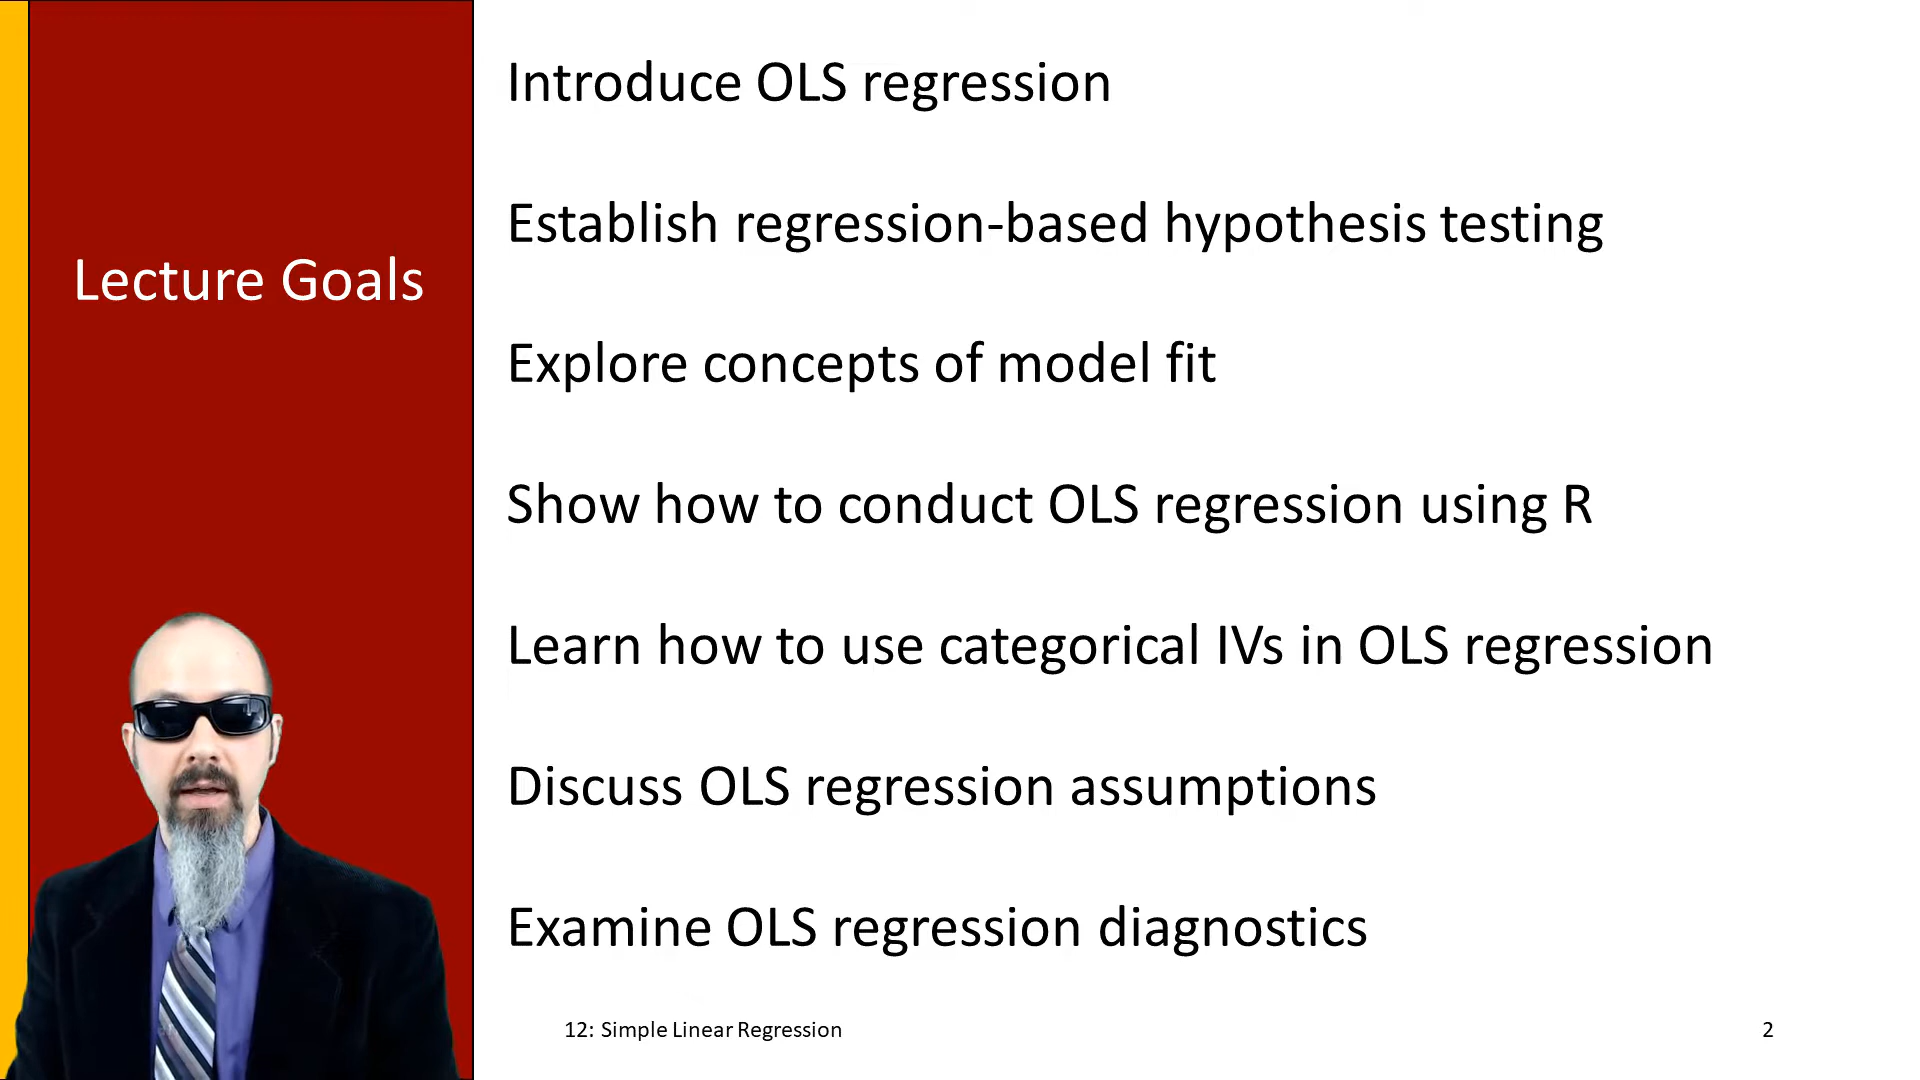 Lecture Goals
Introduce OLS regression
Establish regression-based hypothesis testing
Explore concepts of model fit
Show how to conduct OLS regression using R
Learn how to use categorical IVs in OLS regression
Discuss OLS regression assumptions
Examine OLS regression diagnostics
12: Simple Linear Regression
2